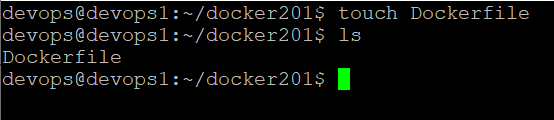 devops@devops1:~/docker201$ touch Dockerfile
devops@devops1:~/docker201$ ls
Dockerfile
devops@devops1:~/docker201$